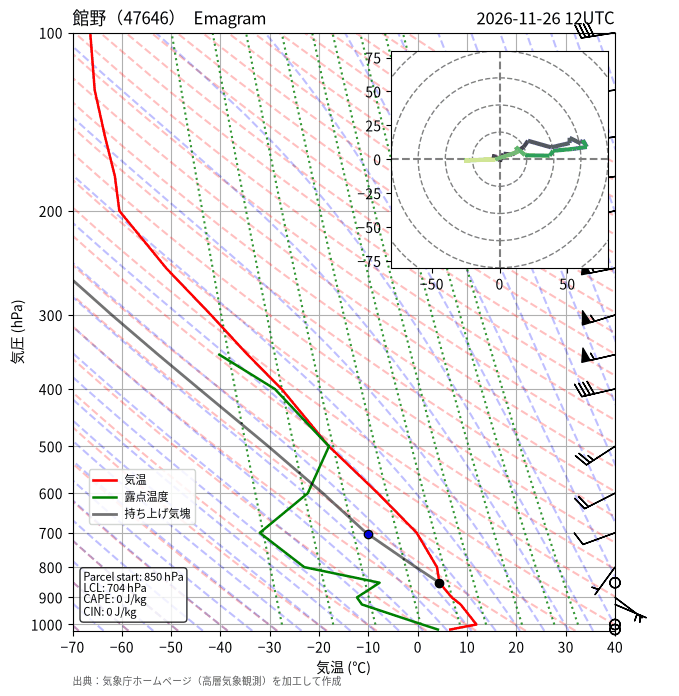 館野（47646） Emagram
2026-11-26 12UTC
100
200
300
400
500
600
700
800
900
1000
気圧 (hPa)
75
50
25
0
−25
−50
−75
−50
0
50
気温
露点温度
持ち上げ気塊
Parcel start: 850 hPa
LCL: 704 hPa
CAPE: 0 J/kg
CIN: 0 J/kg
−70
−60
−50
−40
−30
−20
−10
0
10
20
30
40
気温 (°C)
出典：気象庁ホームページ（高層気象観測）を加工して作成